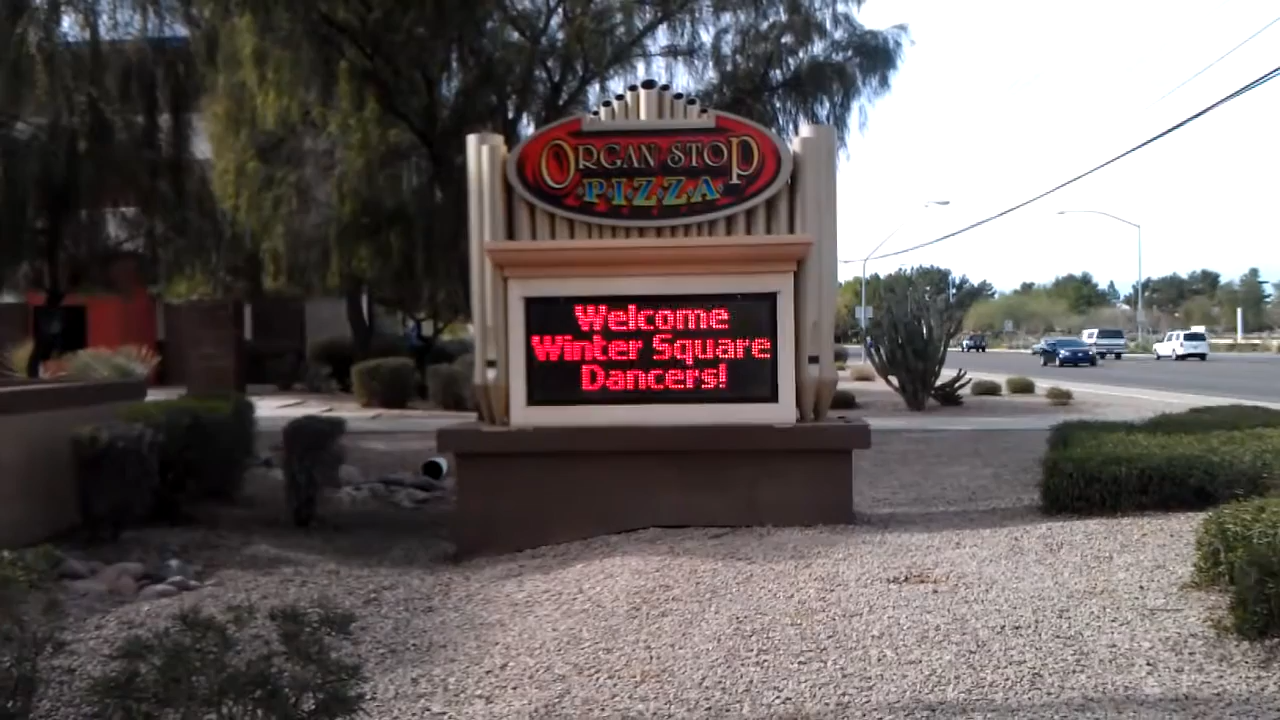 ORGAN STOP
PIZZA
Welcome
Winter Square
Dancers!